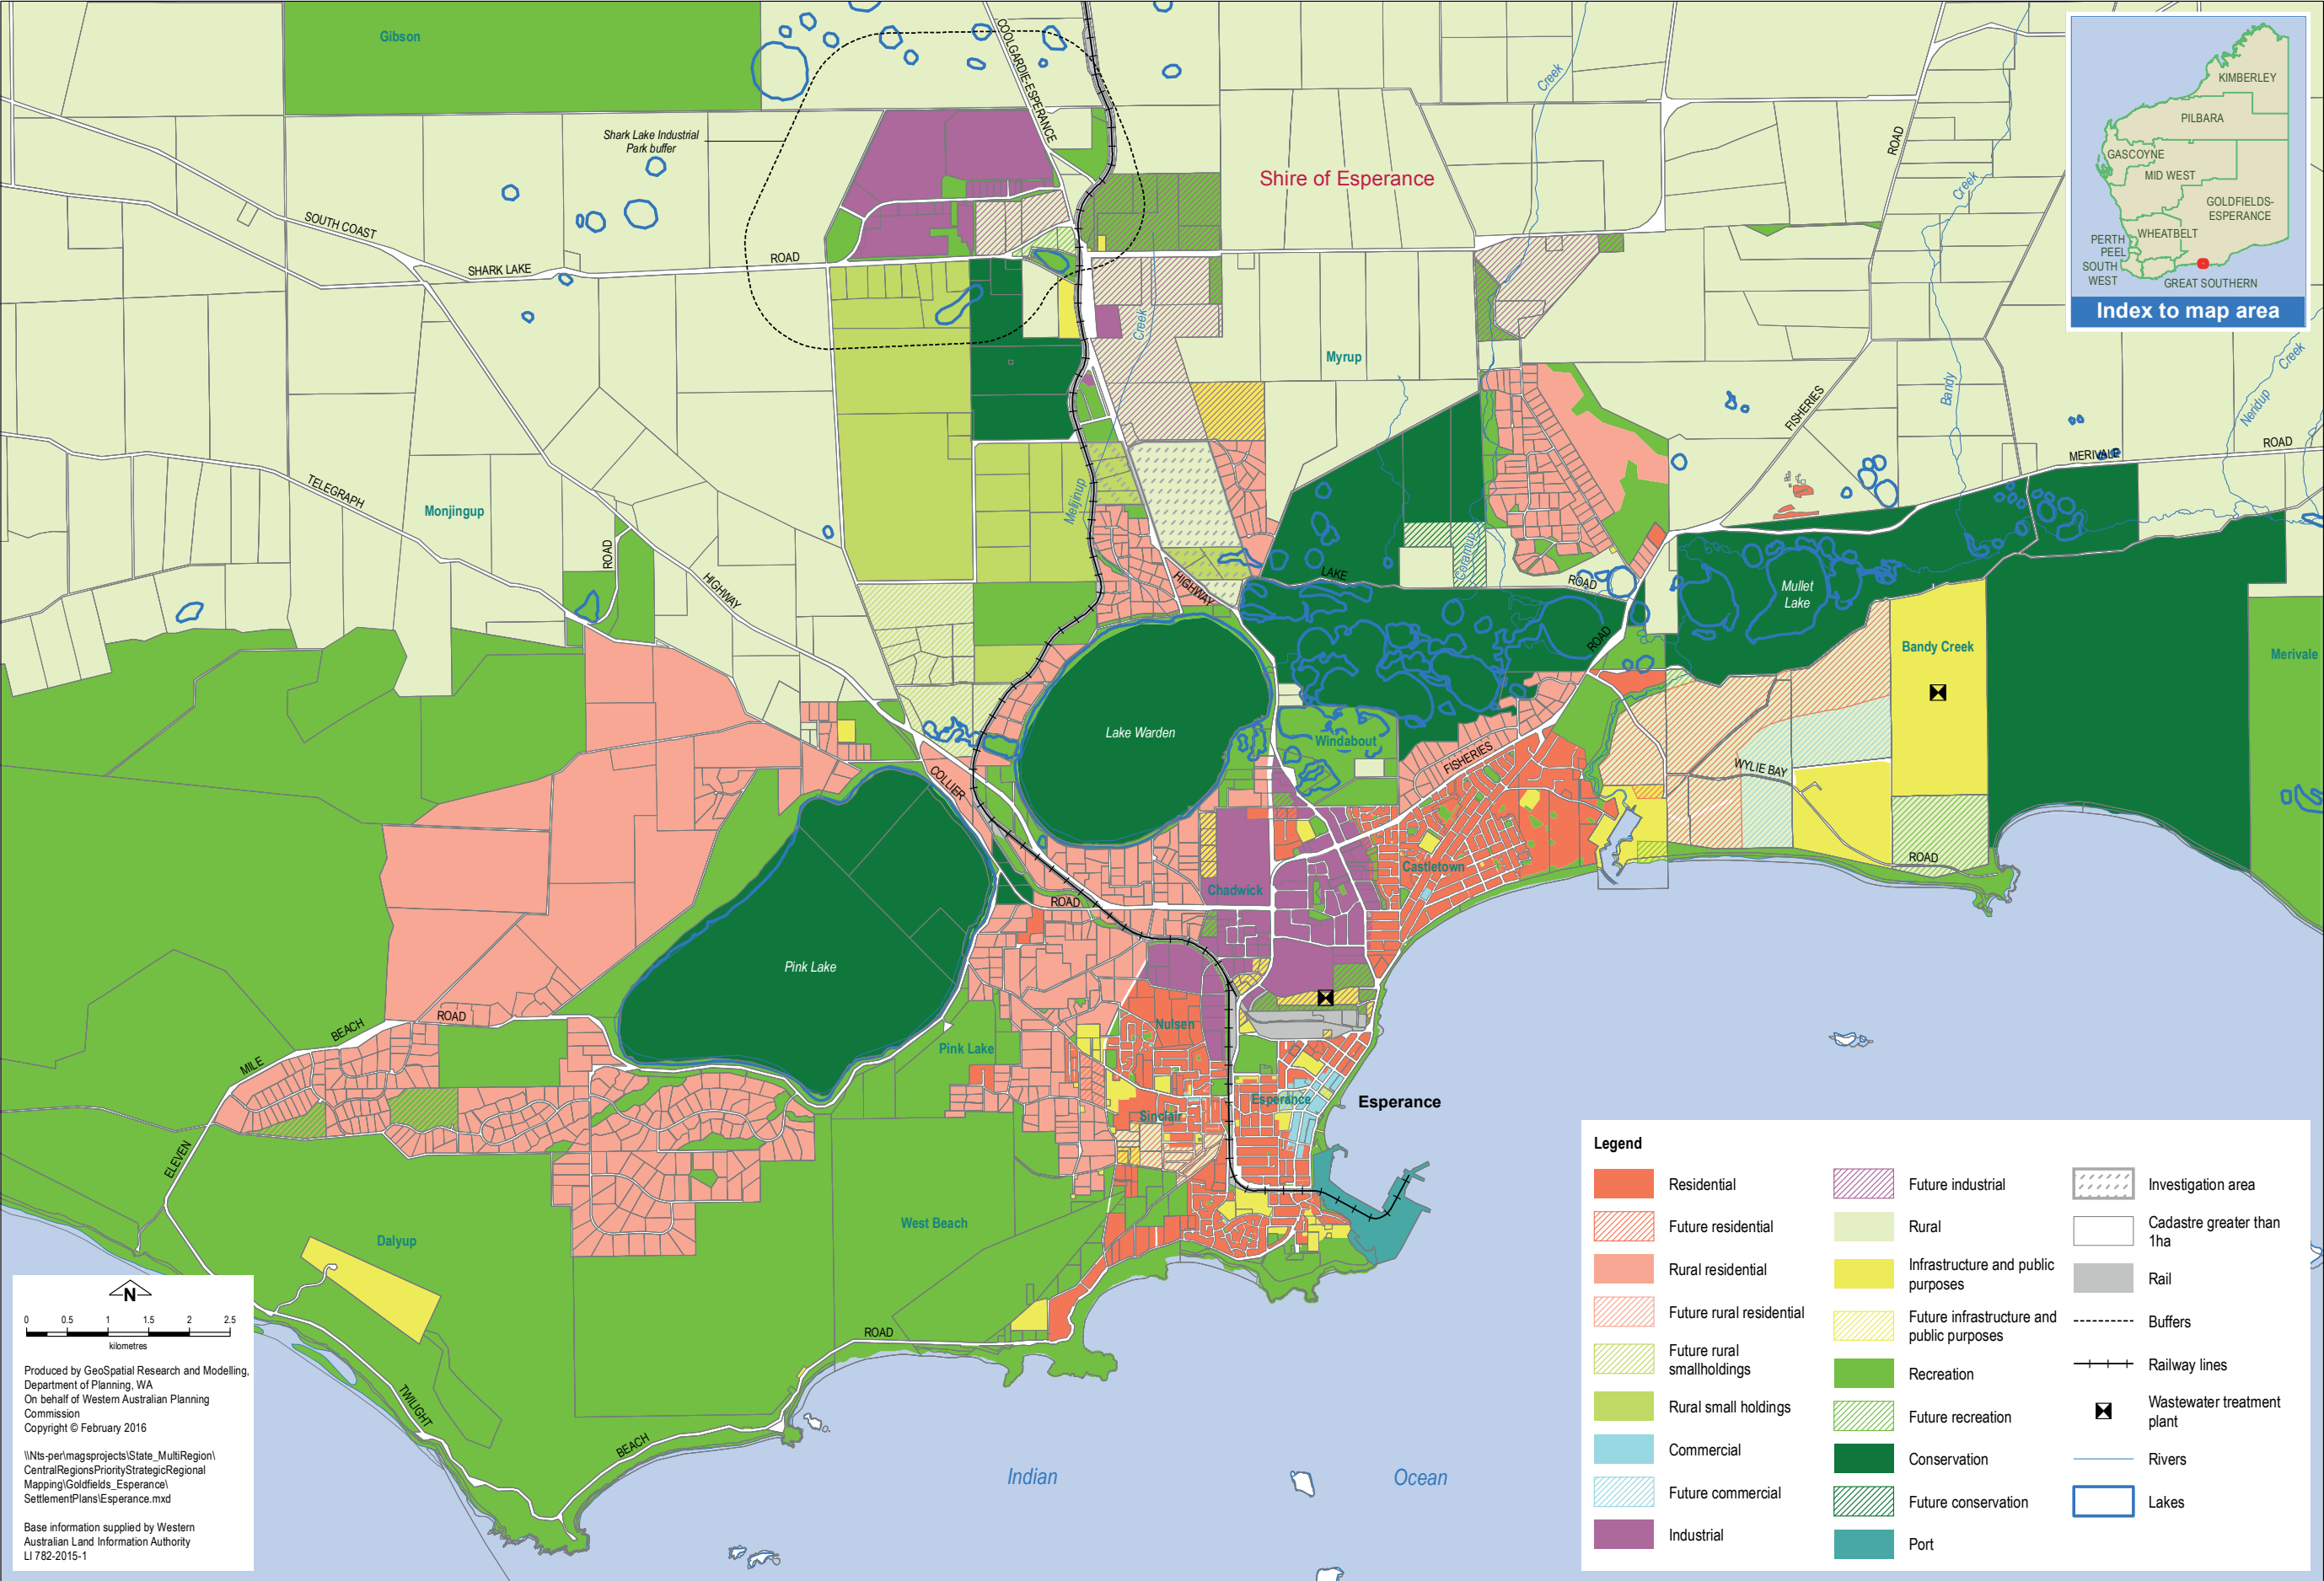 Gibson
COOLGARDIE-ESPERANCE
Creek
ROAD
Shark Lake Industrial
Park buffer
Shire of Esperance
Creek
SOUTH COAST
SHARK LAKE
ROAD
Creek
Myrup
Creek
Bandy
FISHERIES
Neridup
MERIVALE
ROAD
TELEGRAPH
Monjingup
Melijinup
ROAD
HIGHWAY
HIGHWAY
LAKE
Coramup
ROAD
Mullet
Lake
ROAD
Bandy Creek
Merivale
Lake Warden
Windabout
COLLIER
FISHERIES
WYLIE BAY
ROAD
Castletown
Chadwick
ROAD
Pink Lake
Nulsen
Pink Lake
ROAD
BEACH
MILE
ELEVEN
Esperance
Esperance
Sinclair
West Beach
Dalyup
ROAD
TWILIGHT
BEACH
Indian
Ocean
KIMBERLEY
PILBARA
GASCOYNE
MID WEST
GOLDFIELDS-
ESPERANCE
WHEATBELT
PERTH
PEEL
SOUTH
WEST
GREAT SOUTHERN
Index to map area
N
0 0.5 1 1.5 2 2.5
kilometres
Produced by GeoSpatial Research and Modelling,
Department of Planning, WA
On behalf of Western Australian Planning
Commission
Copyright © February 2016
\\Nts-per\magsprojects\State_MultiRegion\
CentralRegionsPriorityStrategicRegional
Mapping\Goldfields_Esperance\
SettlementPlans\Esperance.mxd
Base information supplied by Western
Australian Land Information Authority
LI 782-2015-1
Legend
Residential
Future residential
Rural residential
Future rural residential
Future rural
smallholdings
Rural small holdings
Commercial
Future commercial
Industrial
Future industrial
Rural
Infrastructure and public
purposes
Future infrastructure and
public purposes
Recreation
Future recreation
Conservation
Future conservation
Port
Investigation area
Cadastre greater than
1ha
Rail
Buffers
Railway lines
Wastewater treatment
plant
Rivers
Lakes